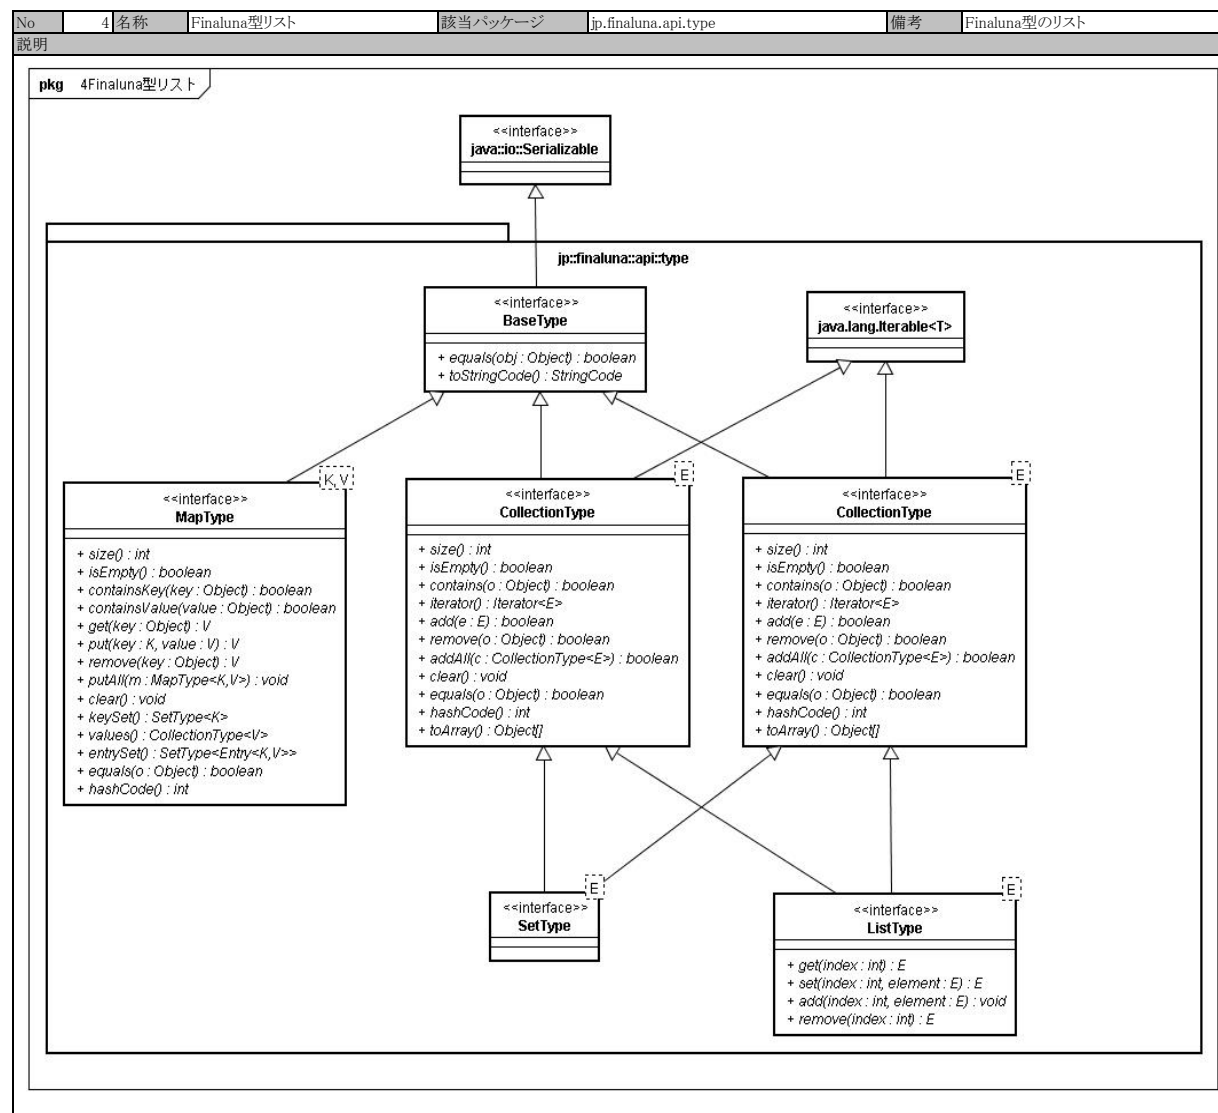 No 4 名称 Finaluna型リスト 該当パッケージ jp.finaluna.api.type 備考 Finaluna型のリスト
説明
pkg 4Finaluna型リスト
<<interface>>
java::io::Serializable
jp::finaluna::api::type
<<interface>>
BaseType
+ equals(obj : Object) : boolean
+ toStringCode() : StringCode
<<interface>>
java.lang.Iterable<T>
K, V
<<interface>>
MapType
+ size() : int
+ isEmpty() : boolean
+ containsKey(key : Object) : boolean
+ containsValue(value : Object) : boolean
+ get(key : Object) : V
+ put(key : K, value : V) : V
+ remove(key : Object) : V
+ putAll(m : MapType<K,V>) : void
+ clear() : void
+ keySet() : SetType<K>
+ values() : CollectionType<V>
+ entrySet() : SetType<Entry<K,V>>
+ equals(o : Object) : boolean
+ hashCode() : int
E
<<interface>>
CollectionType
+ size() : int
+ isEmpty() : boolean
+ contains(o : Object) : boolean
+ iterator() : Iterator<E>
+ add(e : E) : boolean
+ remove(o : Object) : boolean
+ addAll(c : CollectionType<E>) : boolean
+ clear() : void
+ equals(o : Object) : boolean
+ hashCode() : int
+ toArray() : Object[]
E
<<interface>>
CollectionType
+ size() : int
+ isEmpty() : boolean
+ contains(o : Object) : boolean
+ iterator() : Iterator<E>
+ add(e : E) : boolean
+ remove(o : Object) : boolean
+ addAll(c : CollectionType<E>) : boolean
+ clear() : void
+ equals(o : Object) : boolean
+ hashCode() : int
+ toArray() : Object[]
E
<<interface>>
SetType
E
<<interface>>
ListType
+ get(index : int) : E
+ set(index : int, element : E) : E
+ add(index : int, element : E) : void
+ remove(index : int) : E